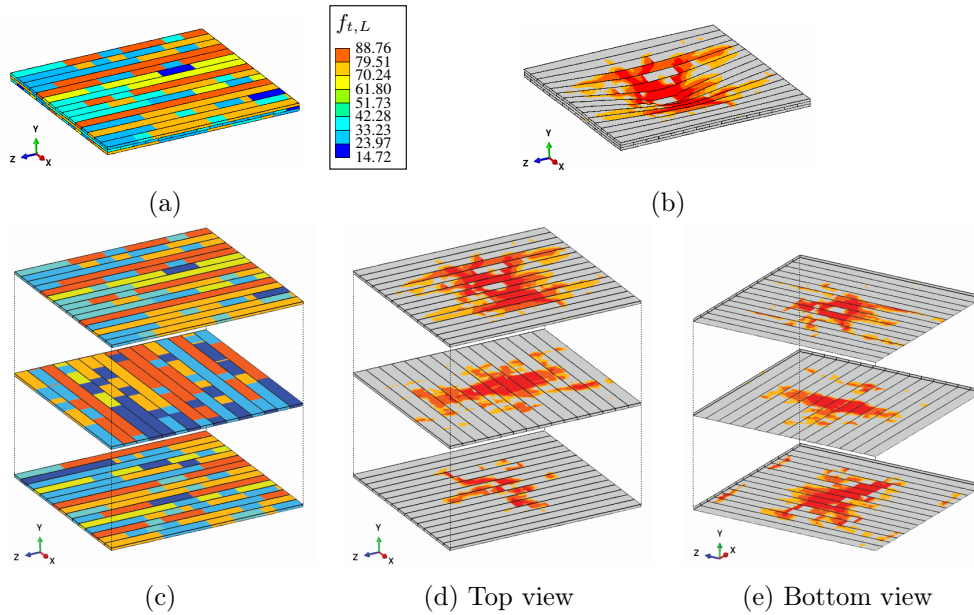 f_{t,L}
88.76
79.51
70.24
61.80
51.73
42.28
33.23
23.97
14.72
Y
Z
X
Y
Z
X
(a)
(b)
Y
Z
X
Y
Z
X
Y
Z
X
(c)
(d) Top view
(e) Bottom view